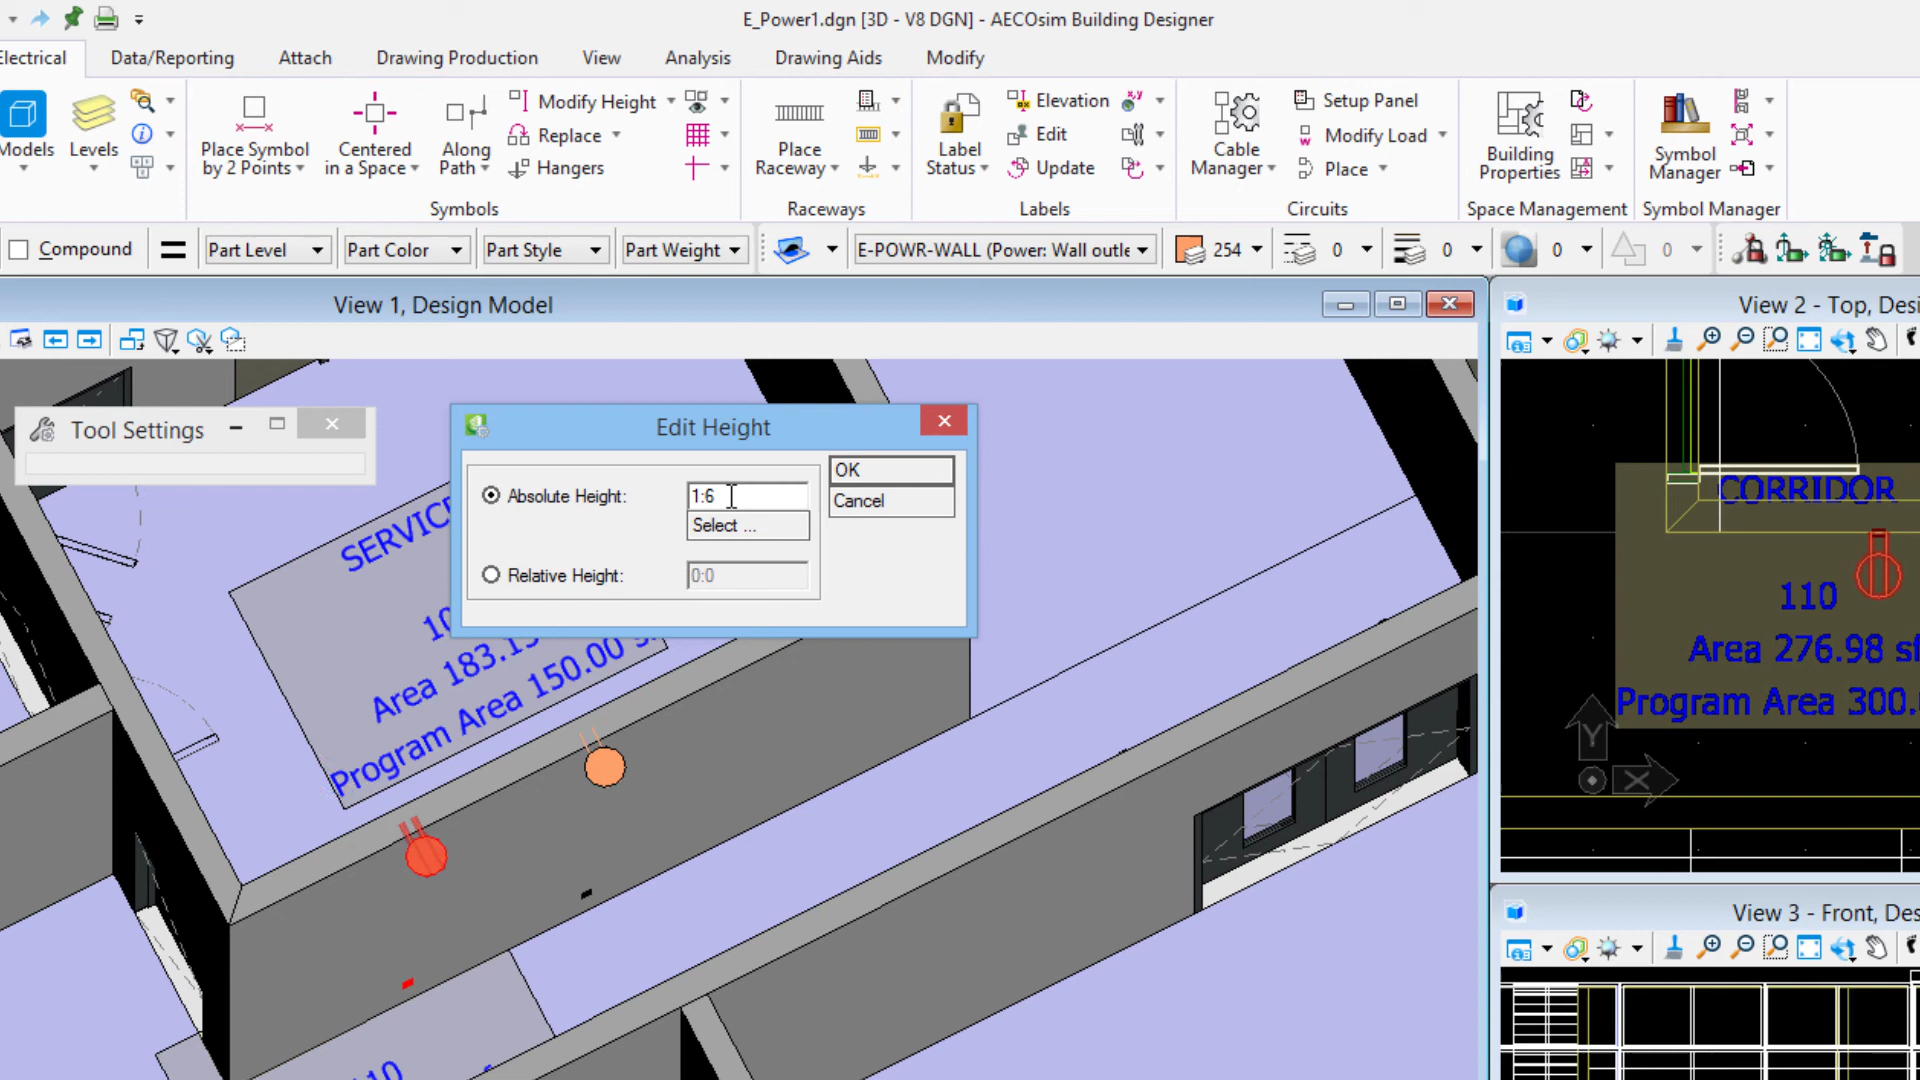 E_Power1.dgn [3D - V8 DGN] - AECOsim Building Designer
Electrical Data/Reporting Attach Drawing Production View Analysis Drawing Aids Modify
Models
Levels
Place Symbol by 2 Points
Centered in a Space
Along Path
Modify Height
Replace
Hangers
Symbols
Place Raceway
Raceways
Label Status
Elevation
Edit
Update
Labels
Cable Manager
Setup Panel
Modify Load
Place
Circuits
Building Properties
Space Management
Symbol Manager
Symbol Manager
Compound Part Level Part Color Part Style Part Weight E-POWR-WALL (Power: Wall outle 254 0 0 0 0
View 1, Design Model
View 2 - Top, Desi
Tool Settings
Edit Height
Absolute Height: 1:6
Select ...
Relative Height: 0:0
OK
Cancel
SERVICE
10
Area 183.15
Program Area 150.00 s
110
CORRIDOR
110
Area 276.98 sf
Program Area 300.
Y
X
View 3 - Front, Des